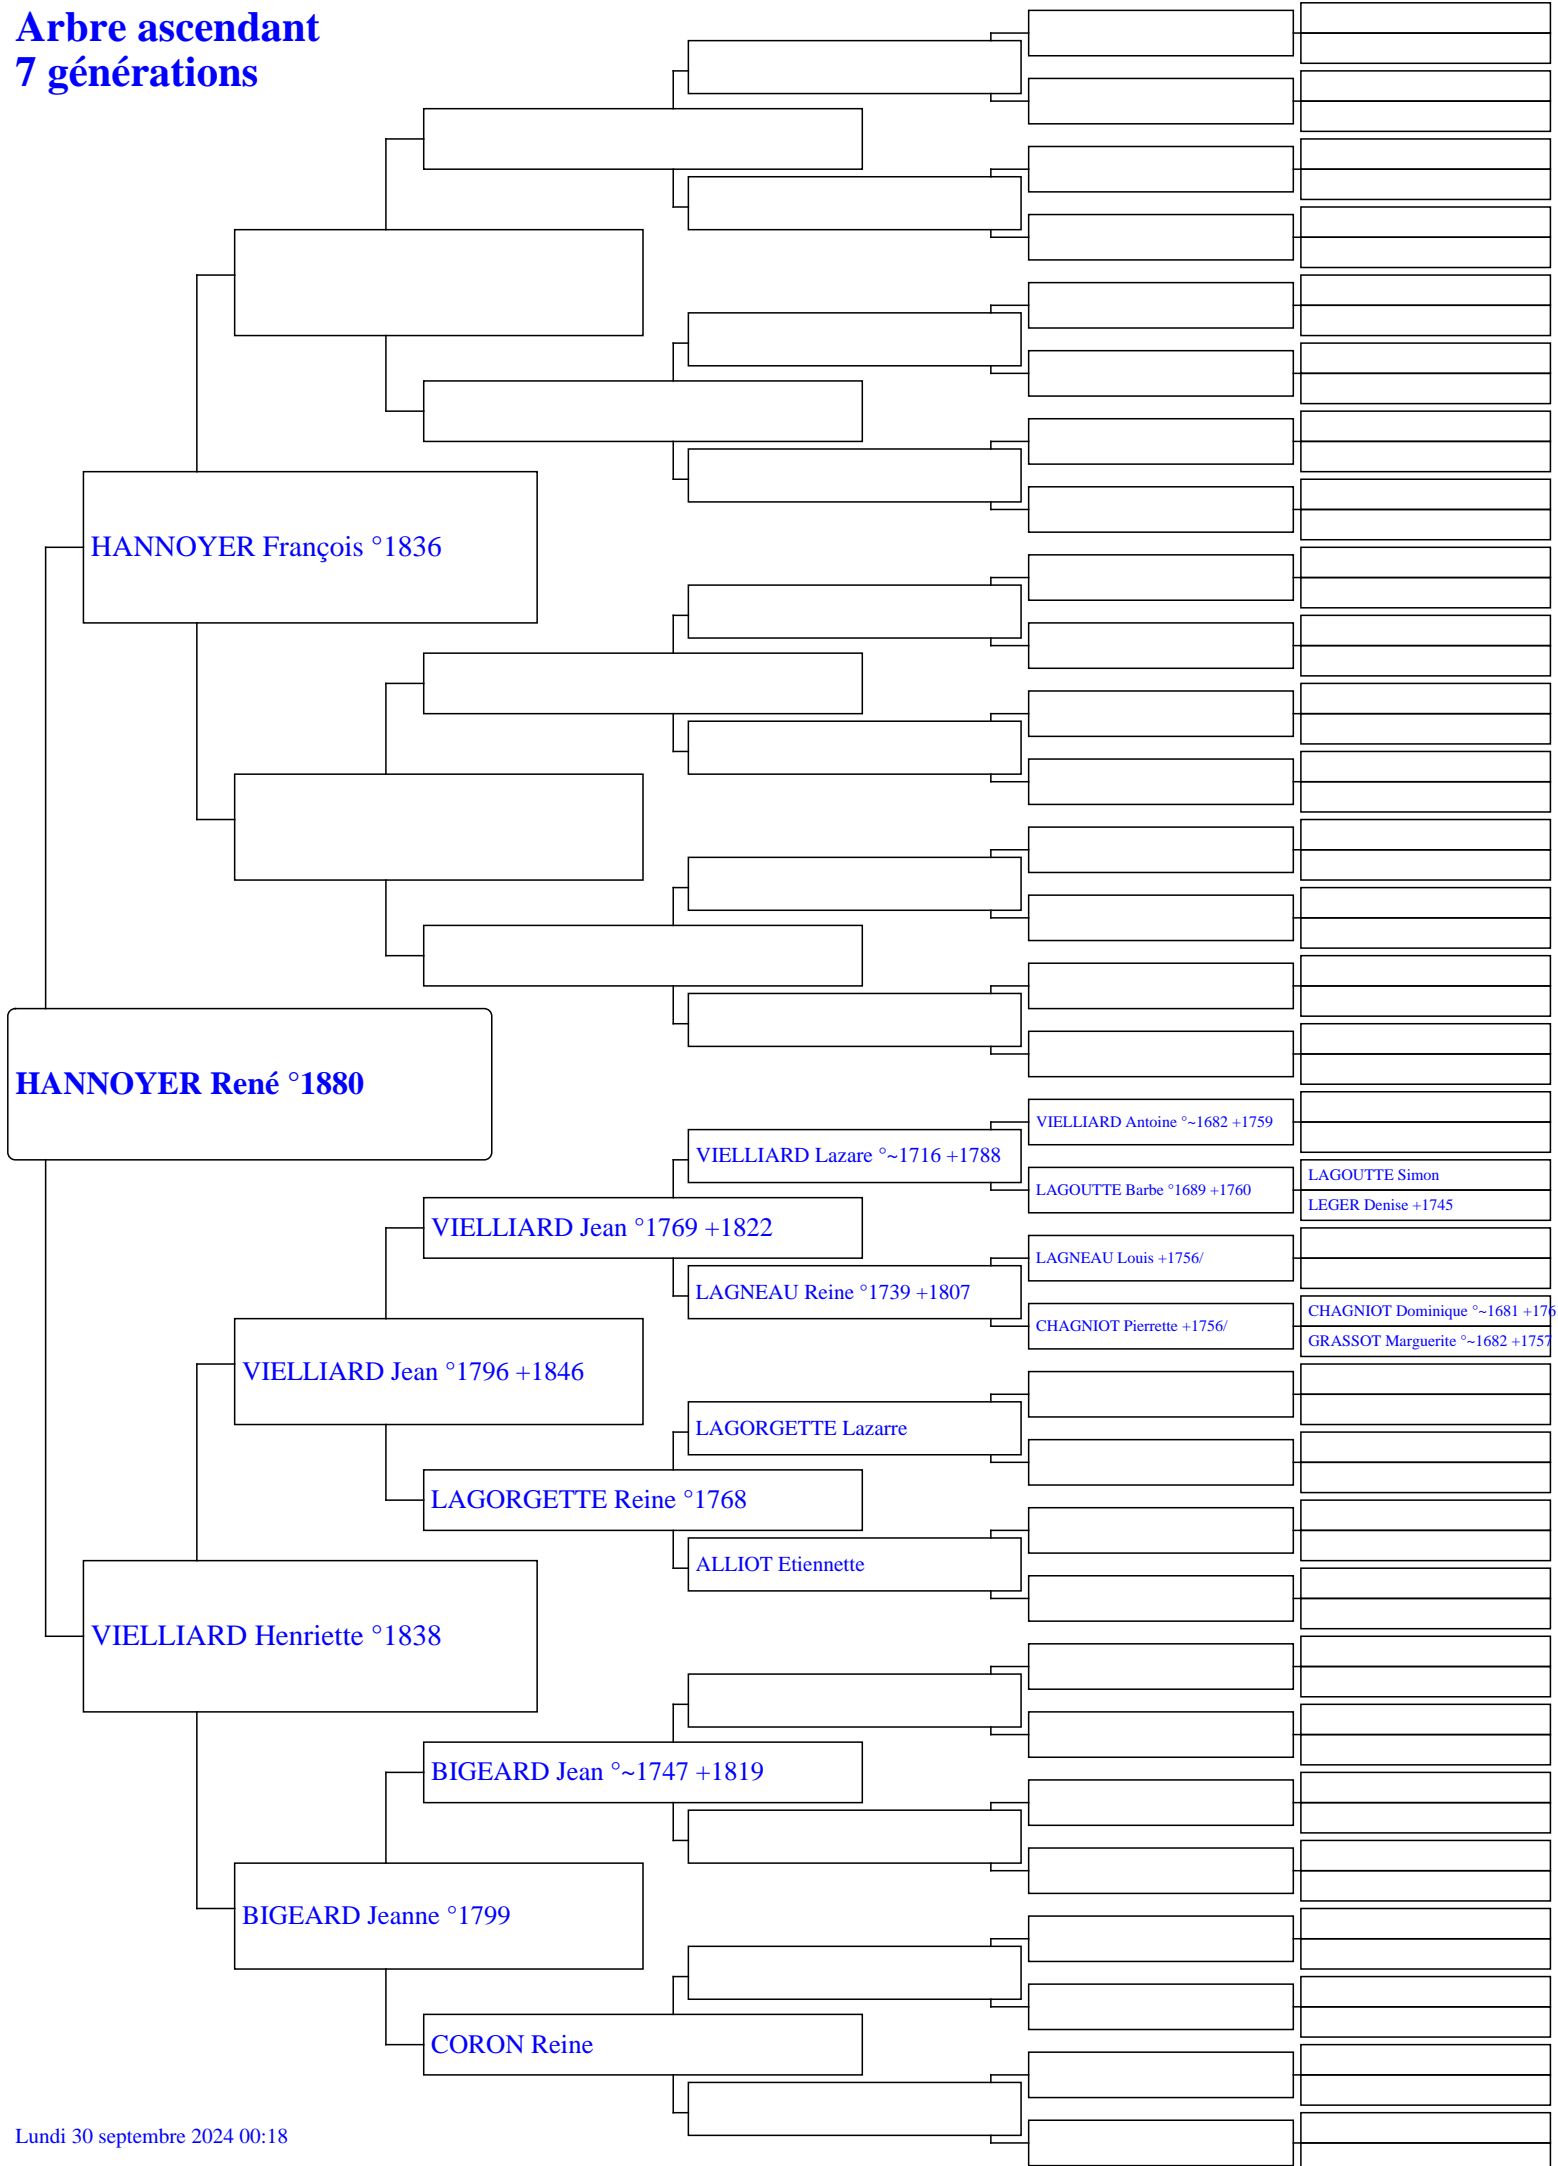 Arbre ascendant
7 générations
HANNOYER François °1836
HANNOYER René °1880
VIELLIARD Antoine °~1682 +1759
VIELLIARD Lazare °~1716 +1788
LAGOUTTE Simon
LAGOUTTE Barbe °1689 +1760
LEGER Denise +1745
VIELLIARD Jean °1769 +1822
LAGNEAU Louis +1756/
LAGNEAU Reine °1739 +1807
CHAGNIOT Dominique °~1681 +176
CHAGNIOT Pierrette +1756/
GRASSOT Marguerite °~1682 +1757
VIELLIARD Jean °1796 +1846
LAGORGETTE Lazarre
LAGORGETTE Reine °1768
ALLIOT Etiennette
VIELLIARD Henriette °1838
BIGEARD Jean °~1747 +1819
BIGEARD Jeanne °1799
CORON Reine
Lundi 30 septembre 2024 00:18